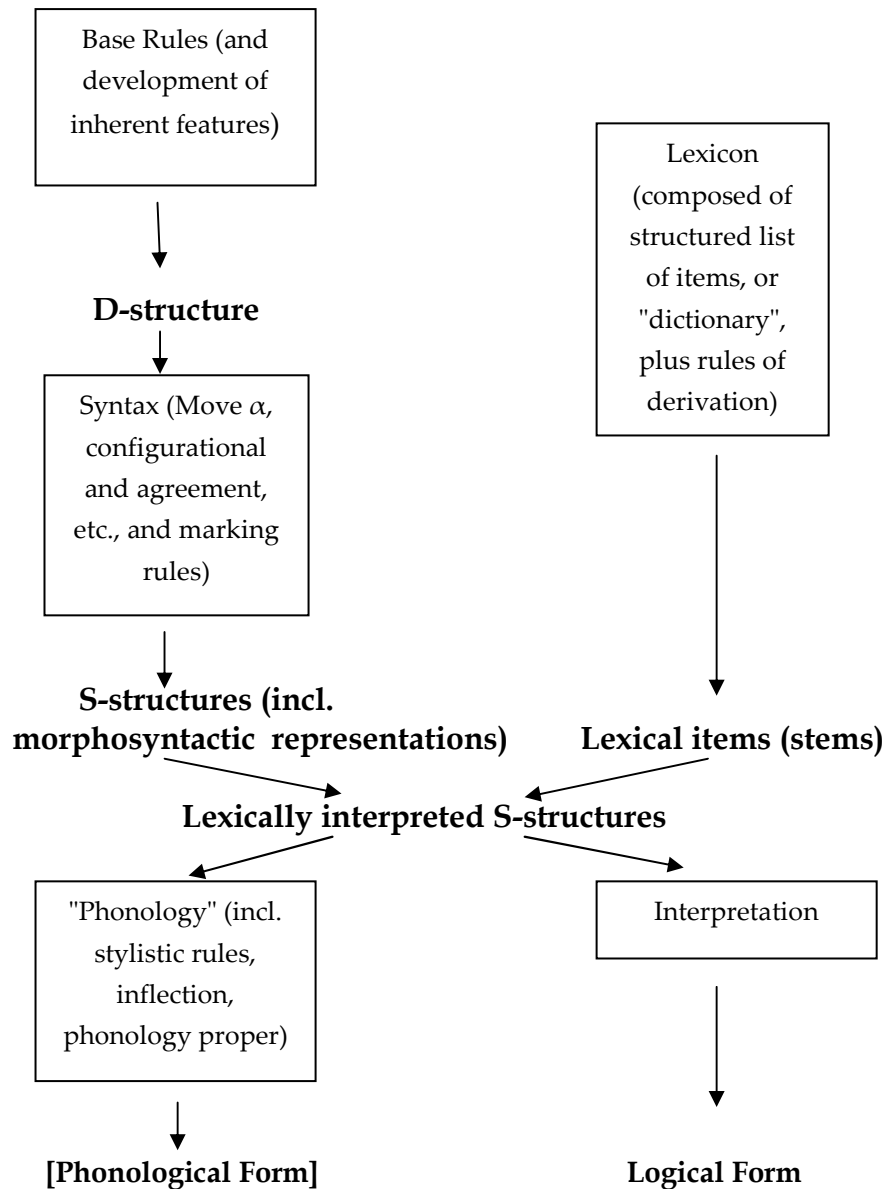 Base Rules (and
development of
inherent features)
Lexicon
(composed of
structured list
of items, or
"dictionary",
plus rules of
derivation)
D-structure
Syntax (Move α,
configurational
and agreement,
etc., and marking
rules)
S-structures (incl.
morphosyntactic representations)
Lexical items (stems)
Lexically interpreted S-structures
"Phonology" (incl.
stylistic rules,
inflection,
phonology proper)
Interpretation
[Phonological Form]
Logical Form